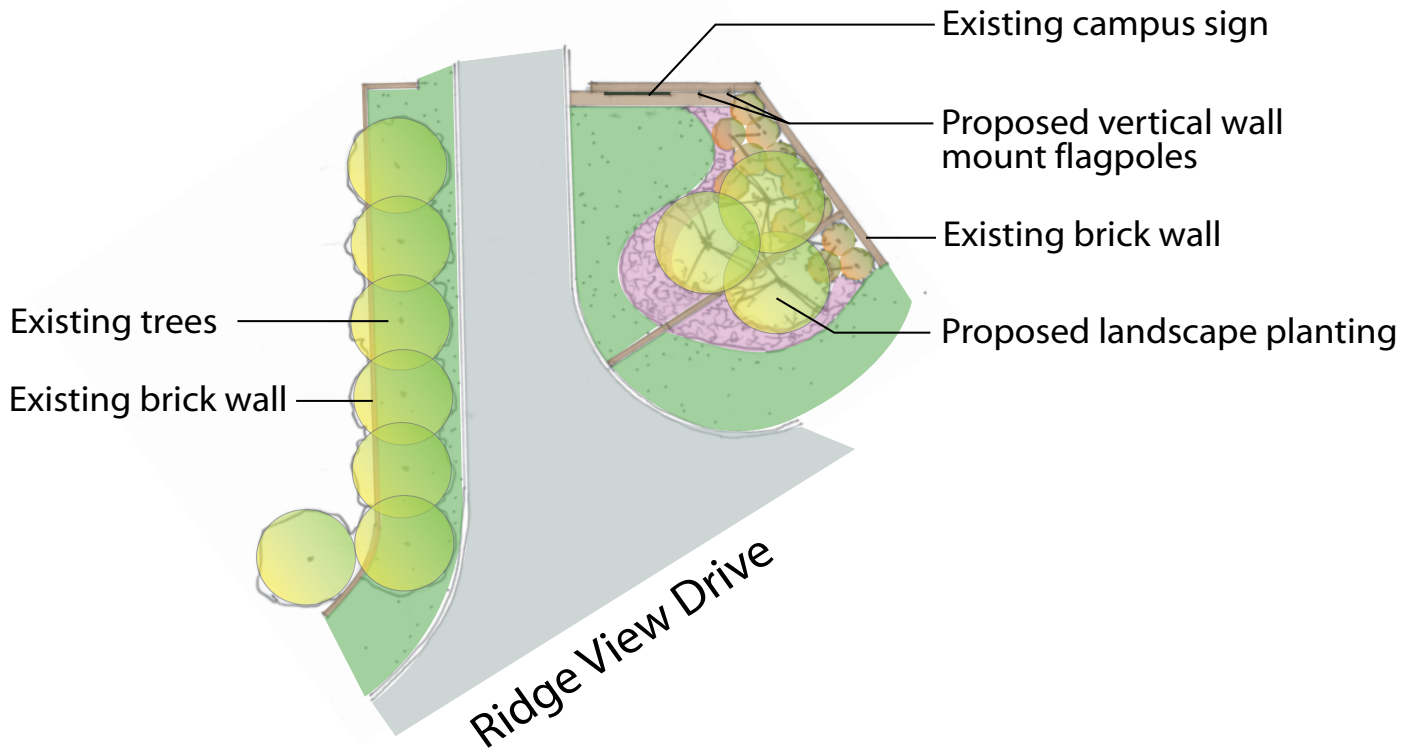 Existing campus sign
Proposed vertical wall
mount flagpoles
Existing brick wall
Existing trees
Proposed landscape planting
Existing brick wall
Ridge View Drive